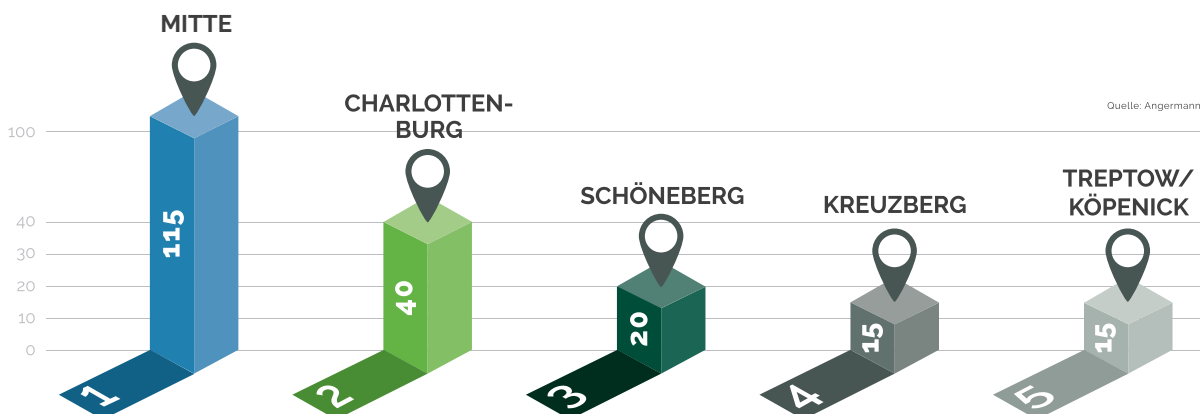 MITTE
CHARLOTTEN-
BURG
Quelle: Angermann
TREPTOW/
KÖPENICK
SCHÖNEBERG
KREUZBERG
100
40
30
20
10
0
115
40
20
15
15
1
2
3
4
5